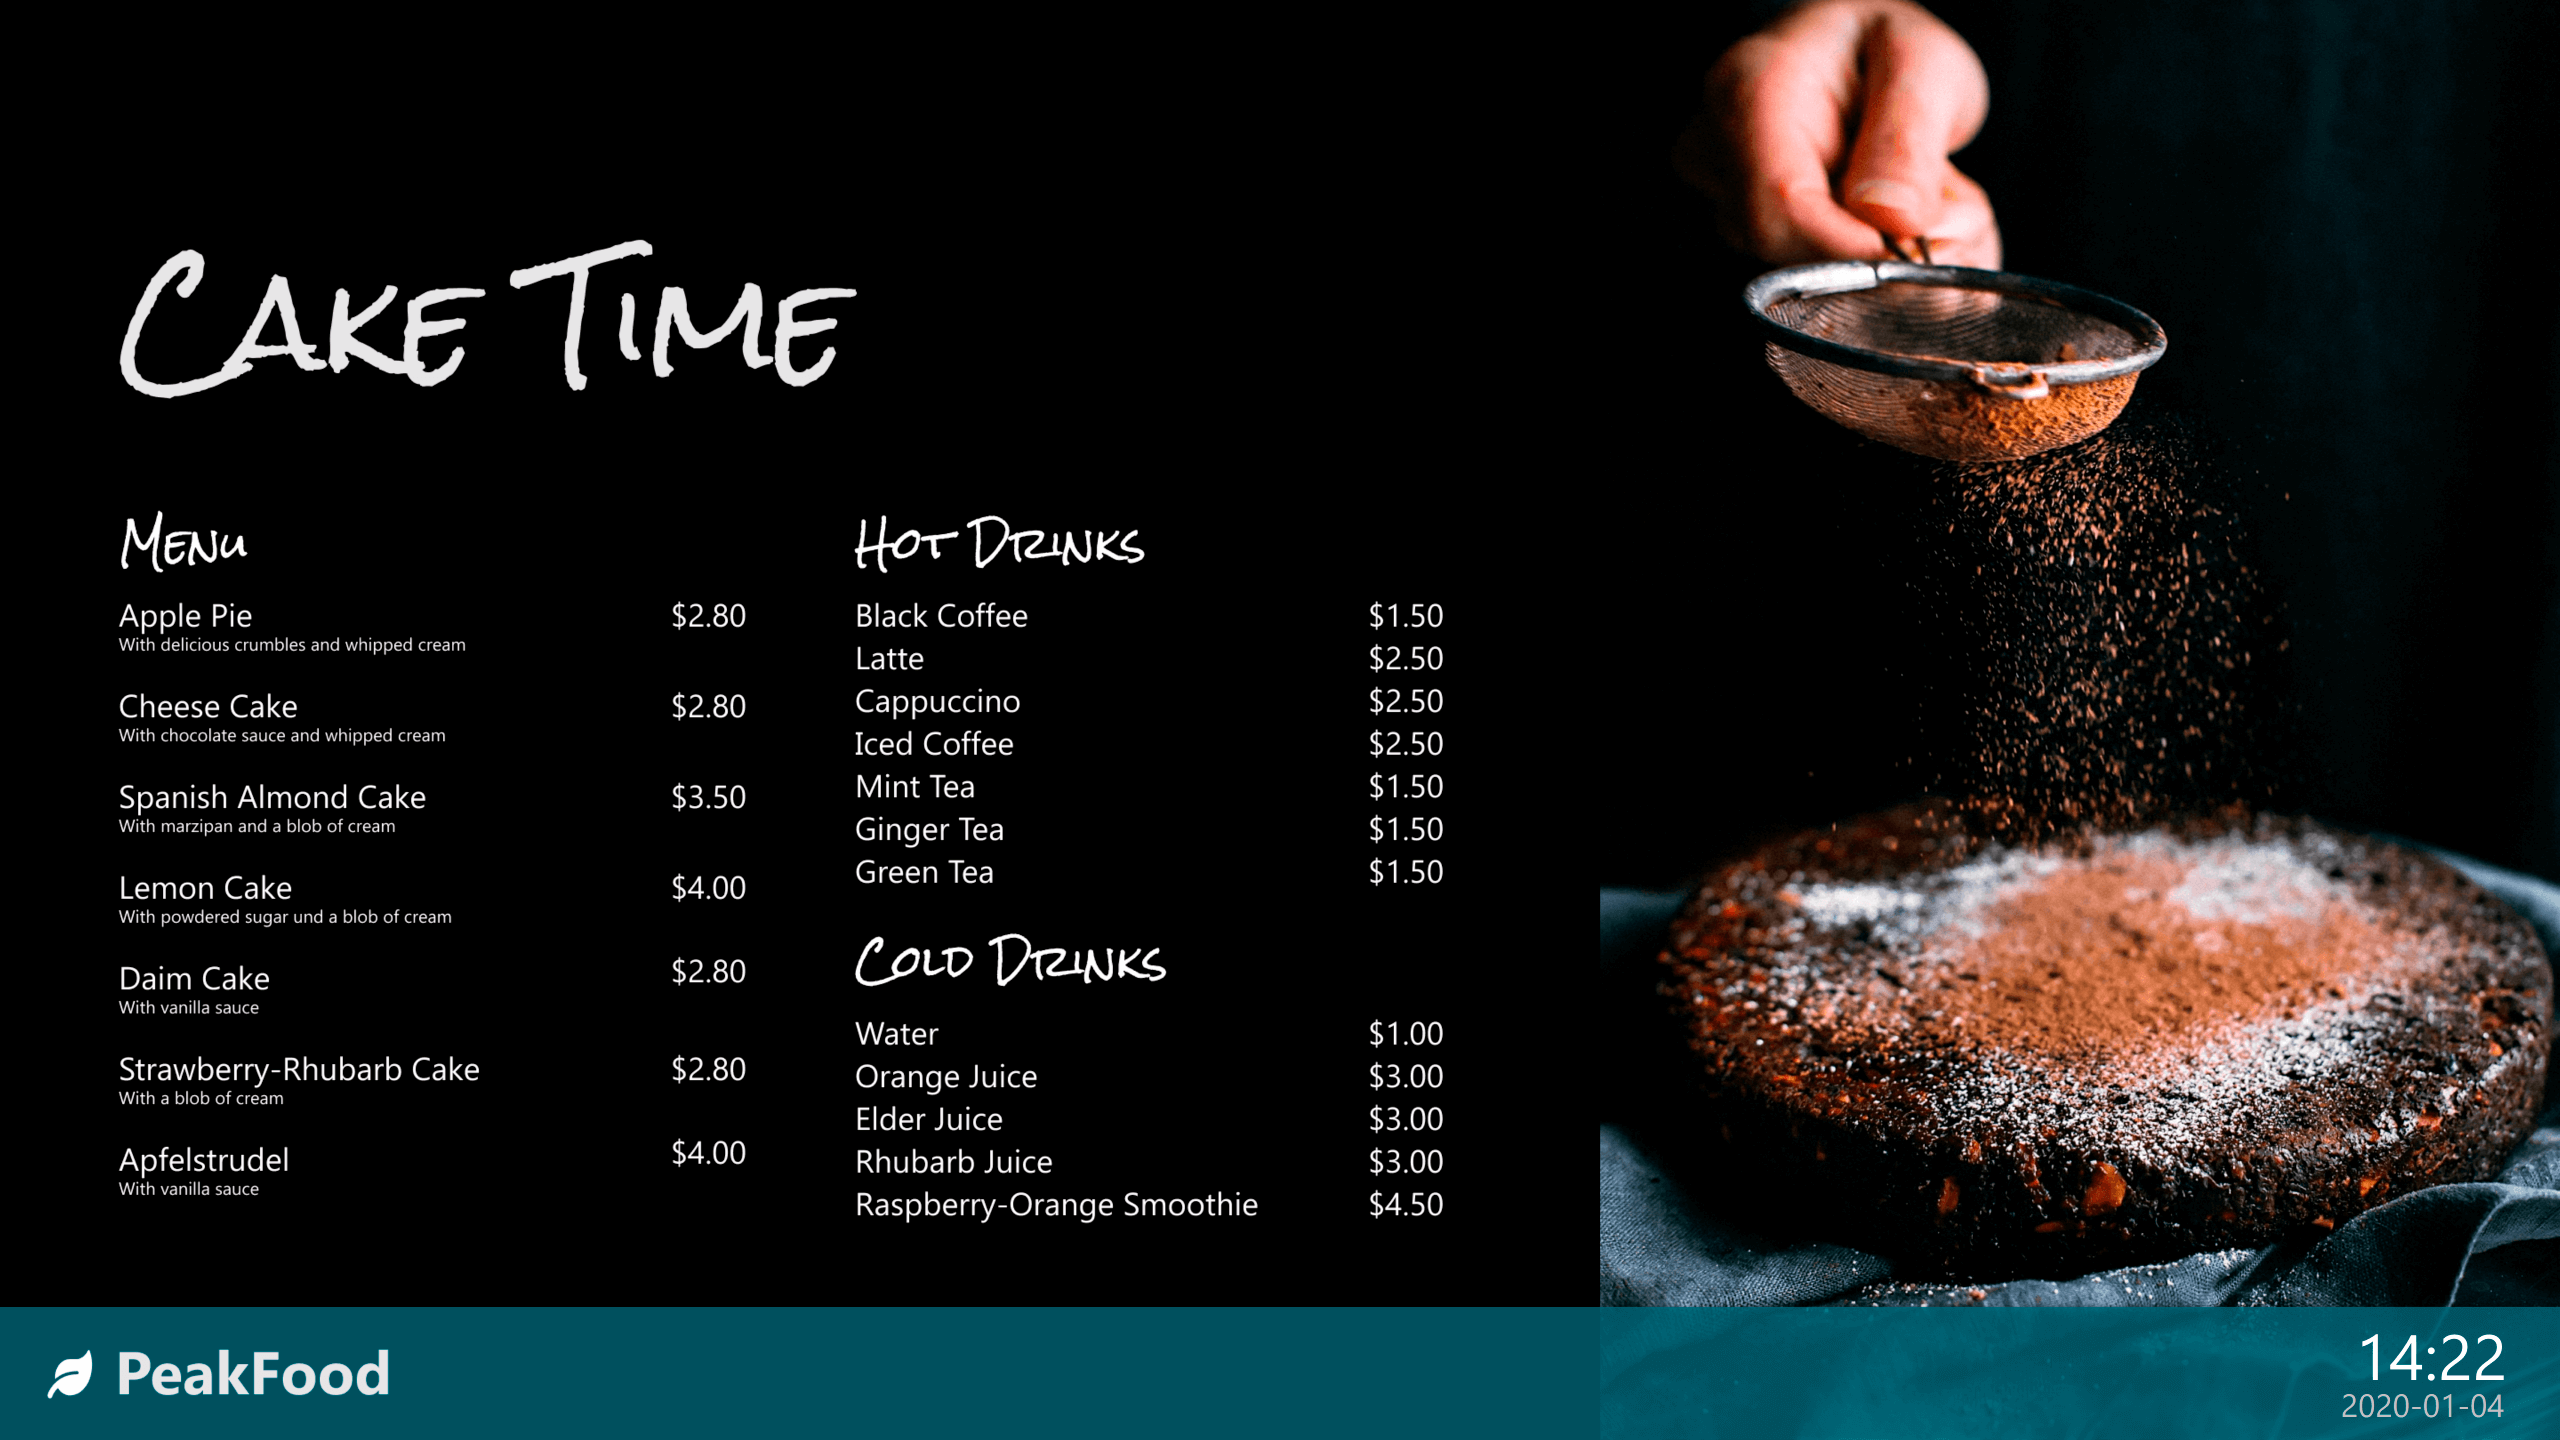 Cake Time
Menu
Apple Pie $2.80
With delicious crumbles and whipped cream
Cheese Cake $2.80
With chocolate sauce and whipped cream
Spanish Almond Cake $3.50
With marzipan and a blob of cream
Lemon Cake $4.00
With powdered sugar und a blob of cream
Daim Cake $2.80
With vanilla sauce
Strawberry-Rhubarb Cake $2.80
With a blob of cream
Apfelstrudel $4.00
With vanilla sauce
Hot Drinks
Black Coffee $1.50
Latte $2.50
Cappuccino $2.50
Iced Coffee $2.50
Mint Tea $1.50
Ginger Tea $1.50
Green Tea $1.50
Cold Drinks
Water $1.00
Orange Juice $3.00
Elder Juice $3.00
Rhubarb Juice $3.00
Raspberry-Orange Smoothie $4.50
PeakFood
14:22
2020-01-04